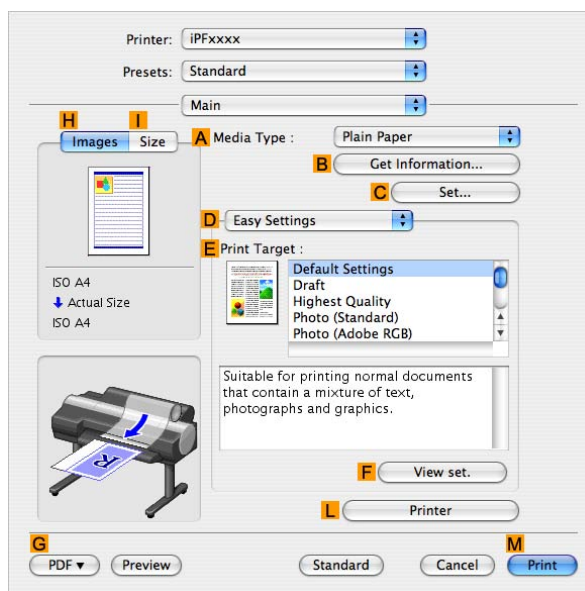 Printer: iPFxxxx
Presets: Standard
Main
H I
Images Size
A Media Type : Plain Paper
B Get Information...
C Set...
D Easy Settings
E Print Target :
Default Settings
Draft
Highest Quality
Photo (Standard)
Photo (Adobe RGB)
ISO A4
Actual Size
ISO A4
Suitable for printing normal documents
that contain a mixture of text,
photographs and graphics.
F View set.
L Printer
G M
PDF Preview Standard Cancel Print